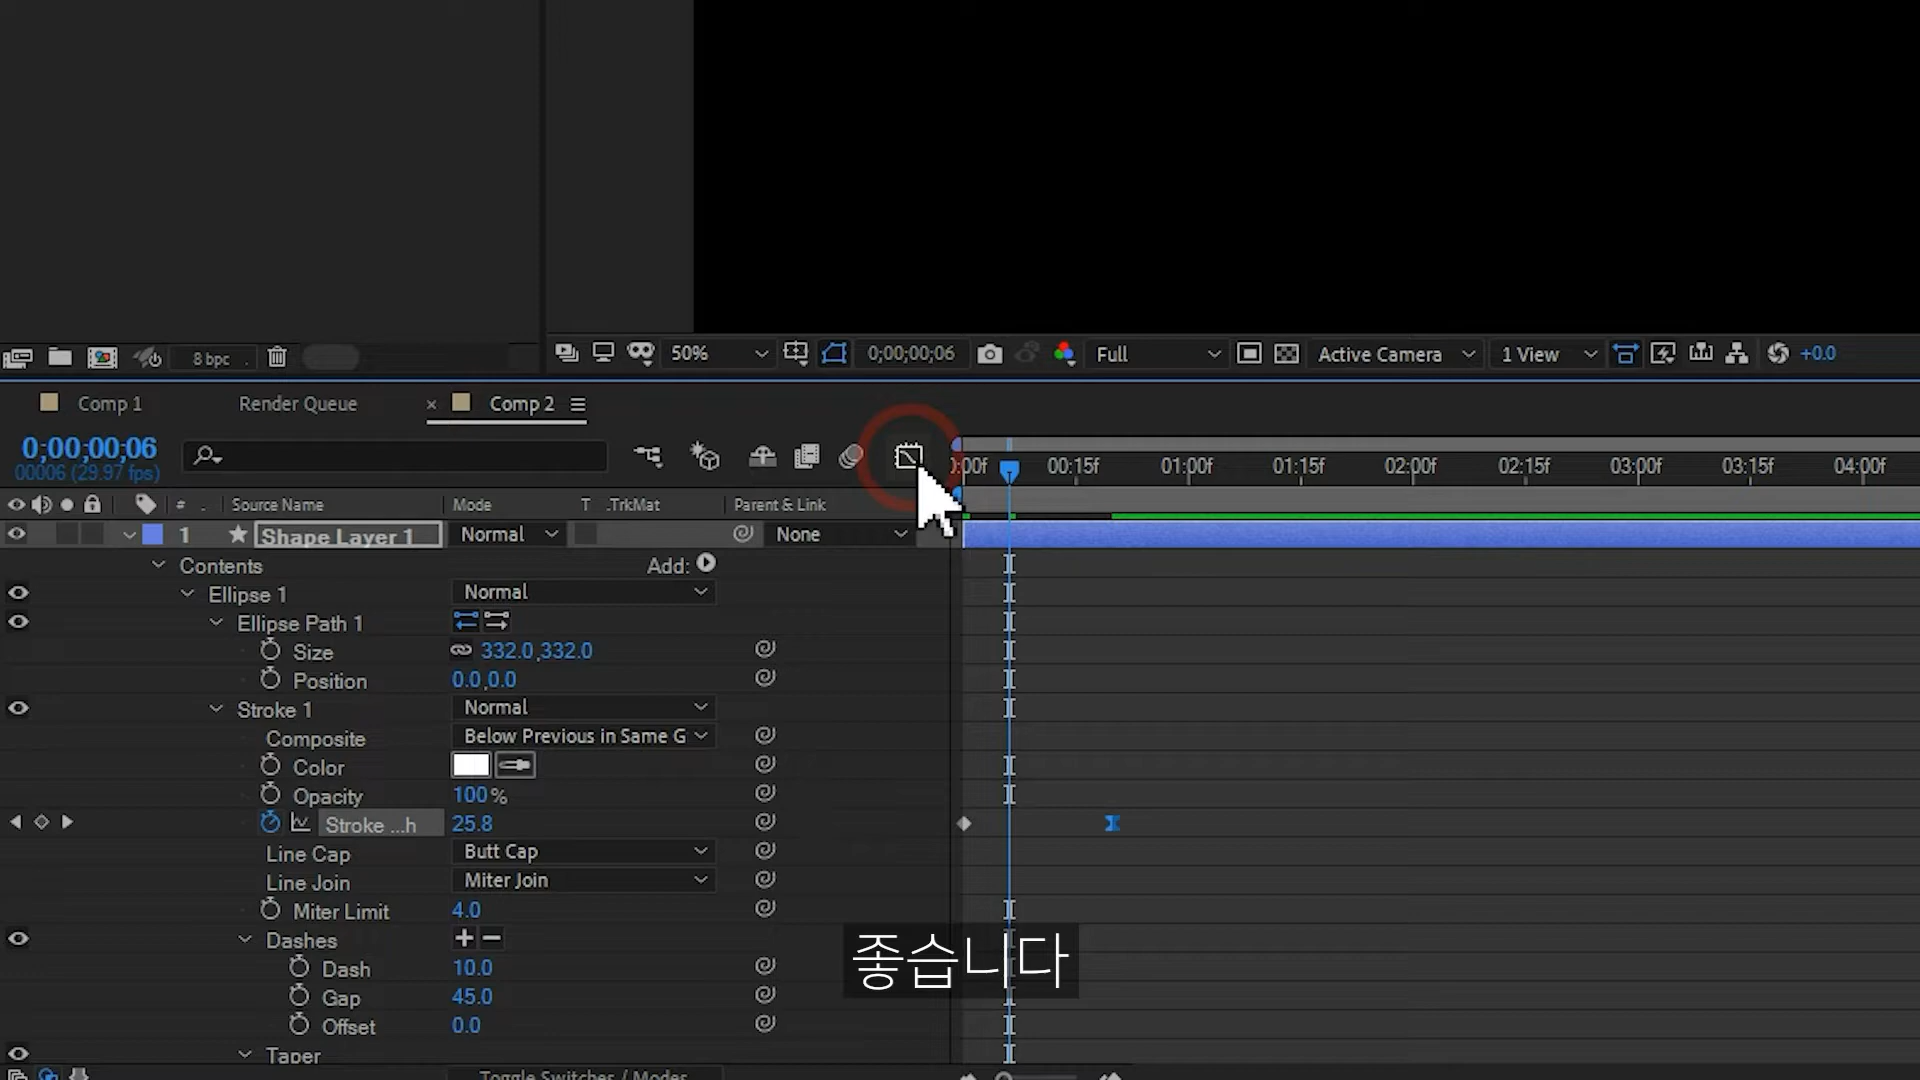 8 bpc
50%
0;00;00;06
Full
Active Camera
1 View
+0.0
Comp 1
Render Queue
× Comp 2
0;00;00;06
00006 (29.97 fps)
00:15f 01:00f 01:15f 02:00f 02:15f 03:00f 03:15f 04:00f
# Source Name Mode T .TrkMat Parent & Link
1 Shape Layer 1 Normal None
Contents Add:
Ellipse 1 Normal
Ellipse Path 1
Size 332.0,332.0
Position 0.0,0.0
Stroke 1 Normal
Composite Below Previous in Same G
Color
Opacity 100%
Stroke ...h 25.8
Line Cap Butt Cap
Line Join Miter Join
Miter Limit 4.0
Dashes + −
좋습니다
Dash 10.0
Gap 45.0
Offset 0.0
Taper
Toggle Switches / Modes